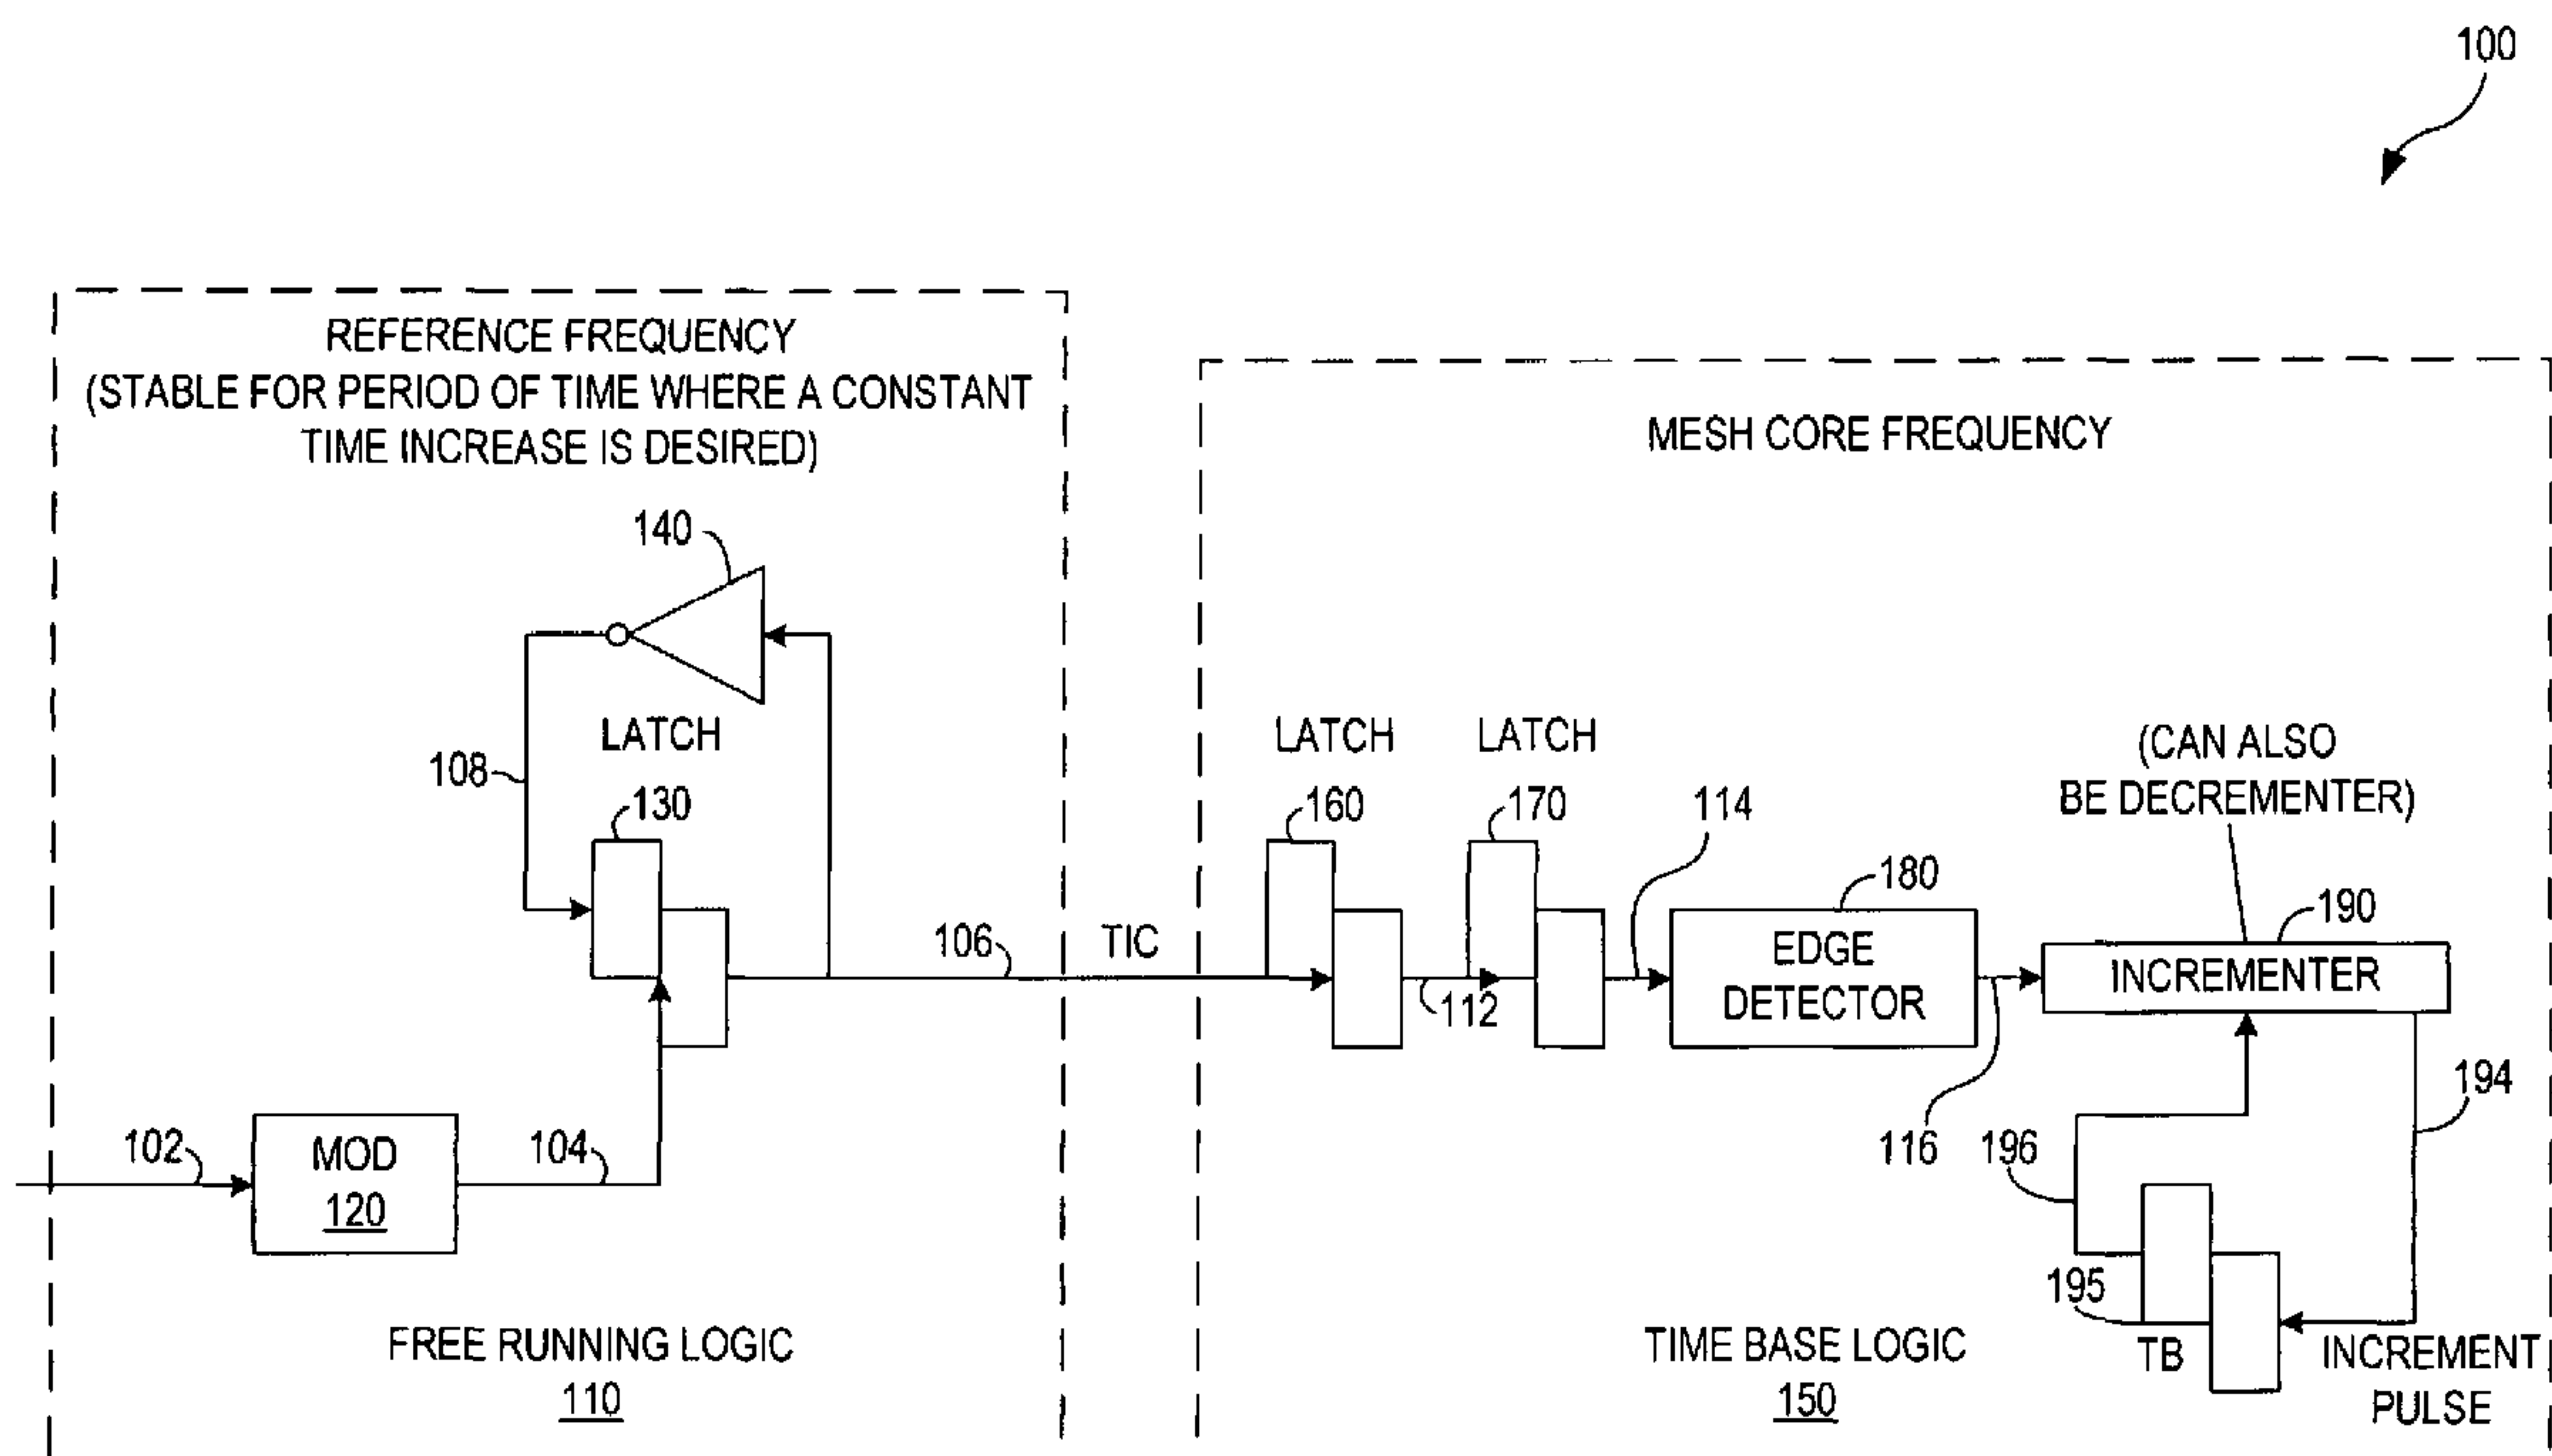 100
REFERENCE FREQUENCY
(STABLE FOR PERIOD OF TIME WHERE A CONSTANT
TIME INCREASE IS DESIRED)
MESH CORE FREQUENCY
140
LATCH
108
130
106
TIC
LATCH
160
LATCH
170
112
114
180
EDGE
DETECTOR
(CAN ALSO
BE DECREMENTER)
190
INCREMENTER
116
196
194
195
TB
INCREMENT
PULSE
102
MOD
120
104
FREE RUNNING LOGIC
110
TIME BASE LOGIC
150